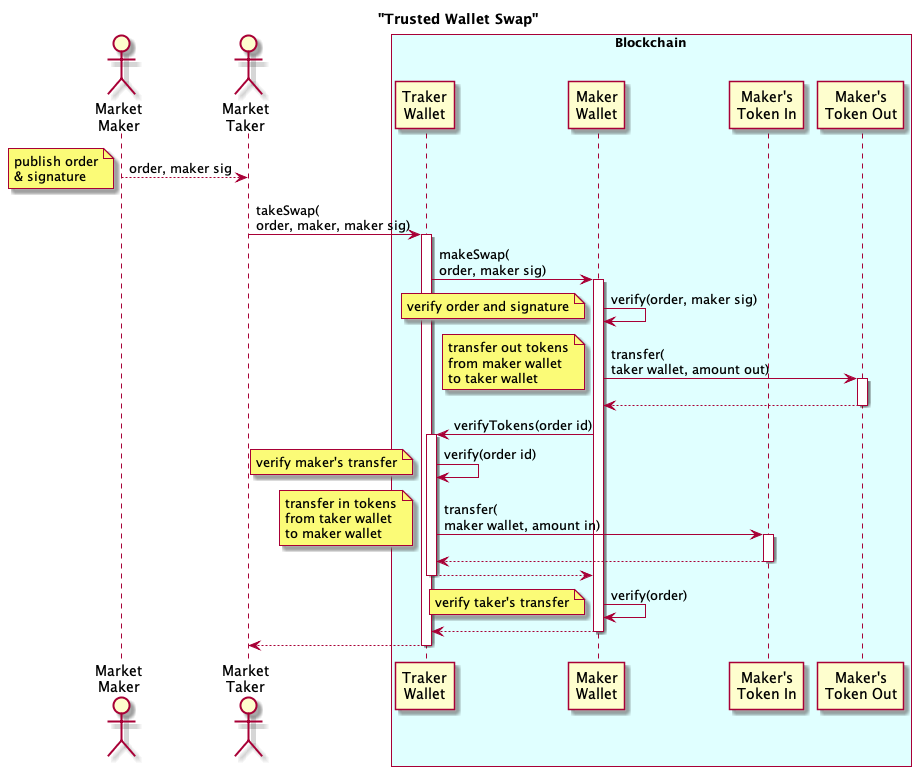 "Trusted Wallet Swap"
Blockchain
Market
Maker
Market
Taker
Traker
Wallet
Maker
Wallet
Maker's
Token In
Maker's
Token Out
publish order
& signature
order, maker sig
takeSwap(
order, maker, maker sig)
makeSwap(
order, maker sig)
verify order and signature
verify(order, maker sig)
transfer out tokens
from maker wallet
to taker wallet
transfer(
taker wallet, amount out)
verifyTokens(order id)
verify maker's transfer
verify(order id)
transfer in tokens
from taker wallet
to maker wallet
transfer(
maker wallet, amount in)
verify taker's transfer
verify(order)
Market
Maker
Market
Taker
Traker
Wallet
Maker
Wallet
Maker's
Token In
Maker's
Token Out